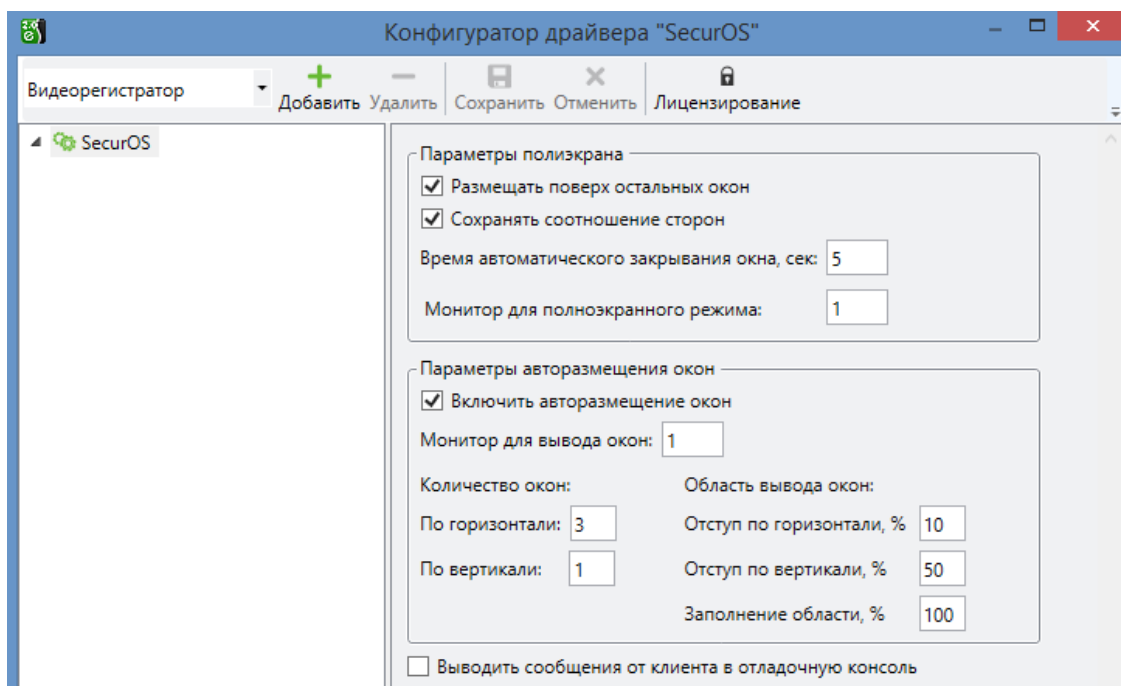 Конфигуратор драйвера "SecurOS"
Видеорегистратор Добавить Удалить Сохранить Отменить Лицензирование
SecurOS
Параметры полиэкрана
Размещать поверх остальных окон
Сохранять соотношение сторон
Время автоматического закрывания окна, сек: 5
Монитор для полноэкранного режима: 1
Параметры авторазмещения окон
Включить авторазмещение окон
Монитор для вывода окон: 1
Количество окон: Область вывода окон:
По горизонтали: 3 Отступ по горизонтали, % 10
По вертикали: 1 Отступ по вертикали, % 50
Заполнение области, % 100
Выводить сообщения от клиента в отладочную консоль